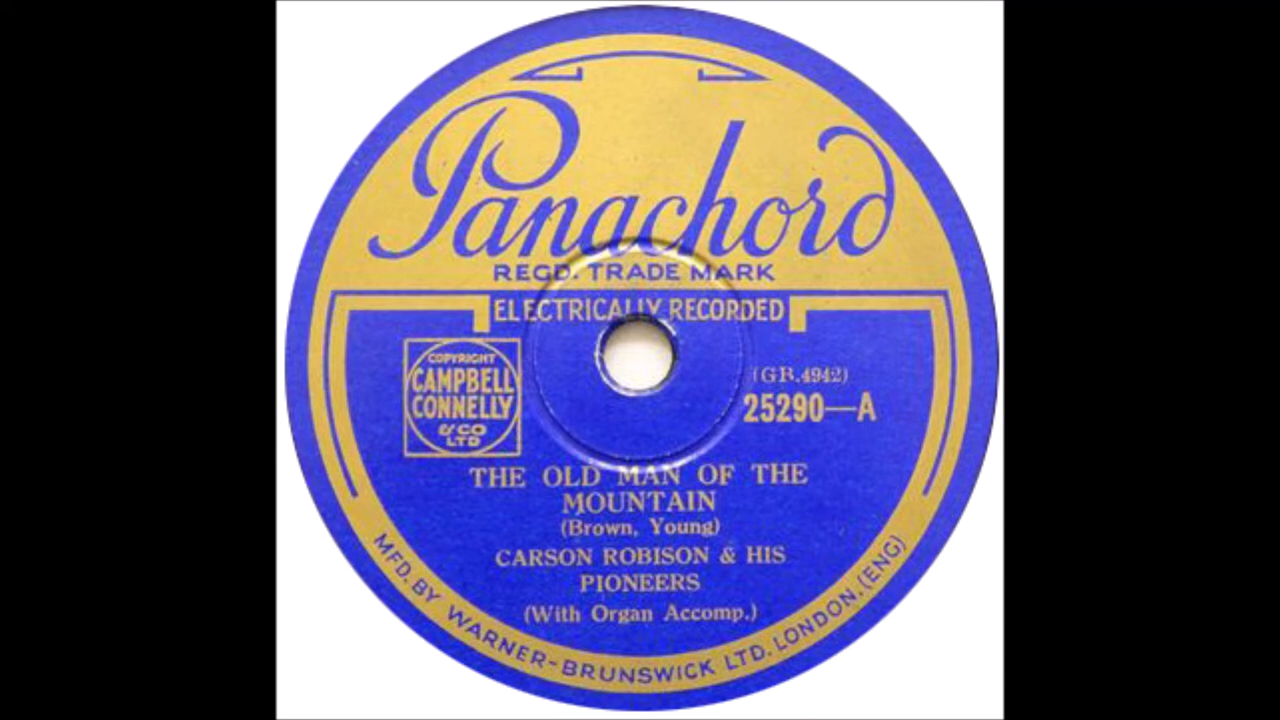 Panachord
REGD. TRADE MARK
ELECTRICALLY RECORDED
COPYRIGHT
CAMPBELL
CONNELLY
& CO
LTD
(GB.4942)
25290—A
THE OLD MAN OF THE
MOUNTAIN
(Brown, Young)
CARSON ROBISON & HIS
PIONEERS
(With Organ Accomp.)
MFD. BY WARNER-BRUNSWICK LTD. LONDON, (ENG)